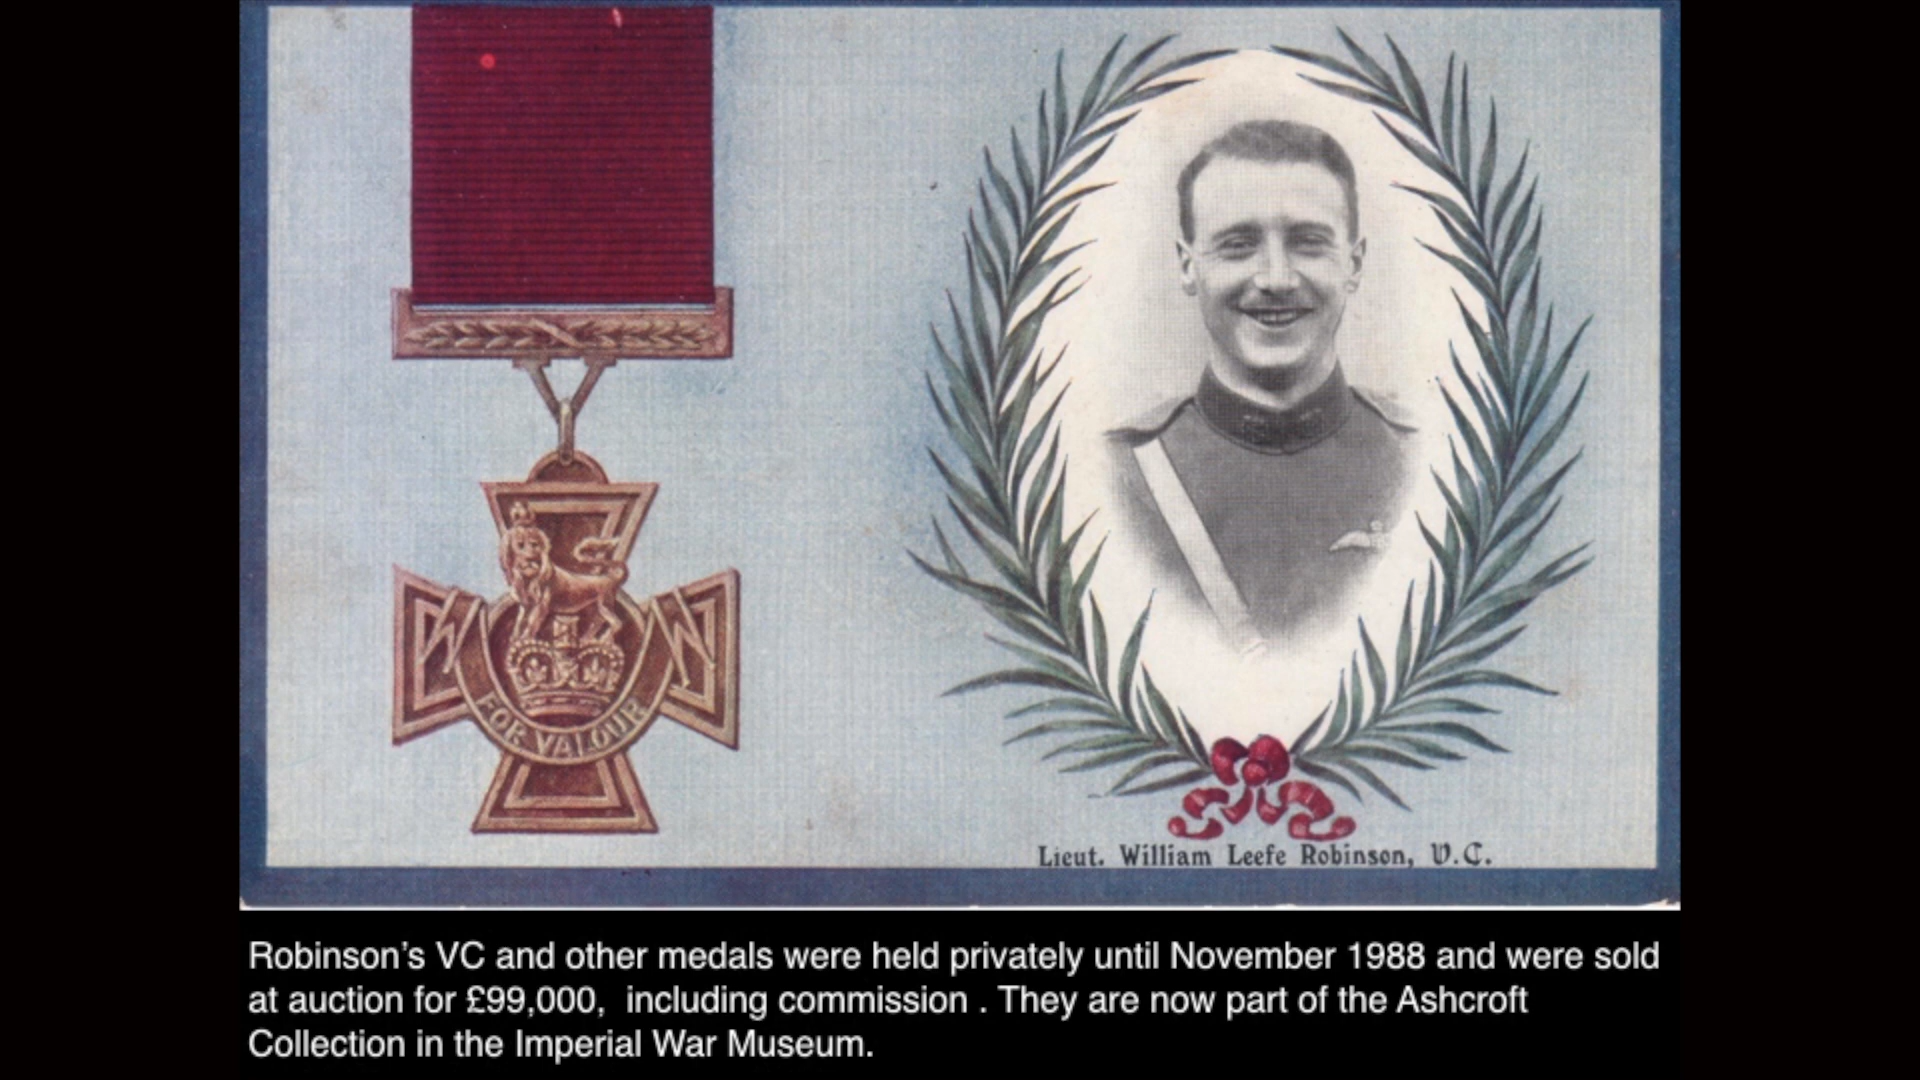 FOR VALOUR
Lieut. William Leefe Robinson, V.C.
Robinson’s VC and other medals were held privately until November 1988 and were sold
at auction for £99,000,  including commission . They are now part of the Ashcroft
Collection in the Imperial War Museum.